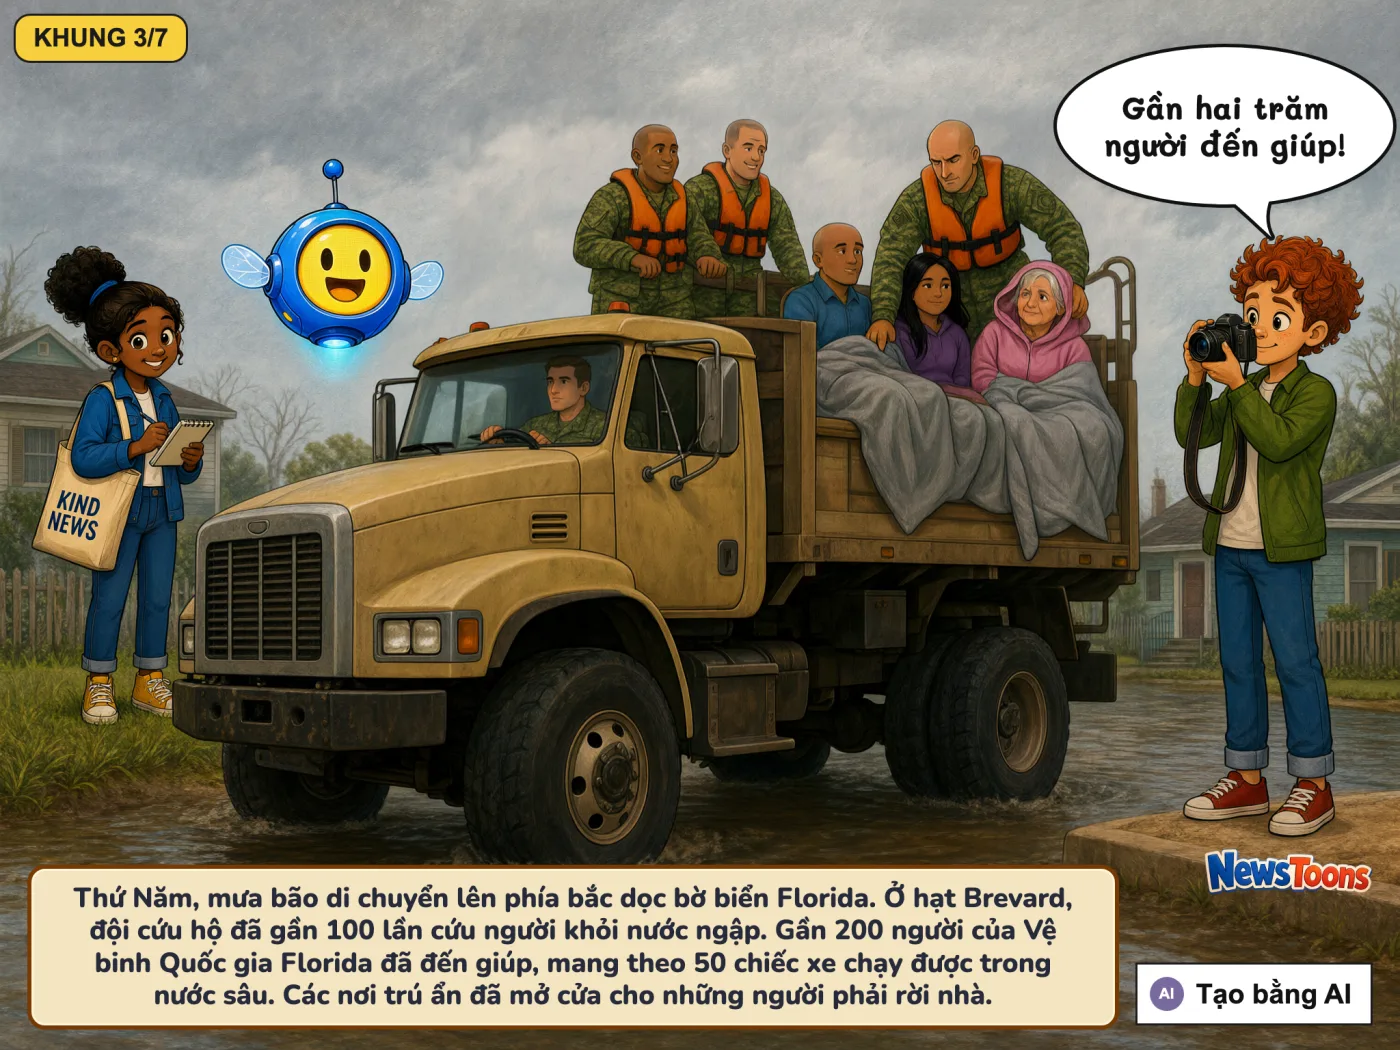 KHUNG 3/7
Gần hai trăm
người đến giúp!
KIND
NEWS
Thứ Năm, mưa bão di chuyển lên phía bắc dọc bờ biển Florida. Ở hạt Brevard,
đội cứu hộ đã gần 100 lần cứu người khỏi nước ngập. Gần 200 người của Vệ
binh Quốc gia Florida đã đến giúp, mang theo 50 chiếc xe chạy được trong
nước sâu. Các nơi trú ẩn đã mở cửa cho những người phải rời nhà.
NewsToons
AI Tạo bằng AI